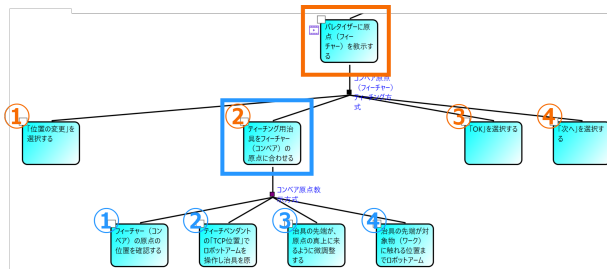 パレタイザーに原
点（フィー
チャー）を教示す
る
コンベア原点
（フィーチャー）
ティーチング方
式
①
「位置の変更」を
選択する
②
ティーチング用治
具をフィーチャー
（コンベア）の
原点に合わせる
③
「OK」を選択する
④
「次へ」を選択す
る
コンベア原点教
示方式
①
フィーチャー（コン
ベア）の原点の
位置を確認する
②
ティーチペンダント
の「TCP位置」で
ロボットアームを
操作し治具を原
③
治具の先端が、
原点の真上に来
るように微調整す
る
④
治具の先端が対
象物（ワーク）
に触れる位置ま
でロボットアーム